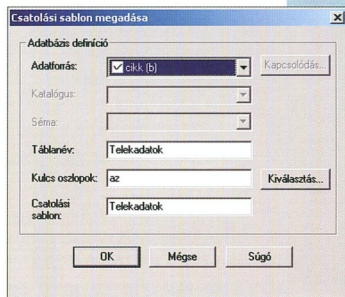 Csatolási sablon megadása
Adatbázis definíció
Adatforrás: cikk (b) Kapcsolódás...
Katalógus:
Séma:
Táblanév: Telekadatok
Kulcs oszlopok: az Kiválasztás...
Csatolási
sablon: Telekadatok
OK Mégse Súgó